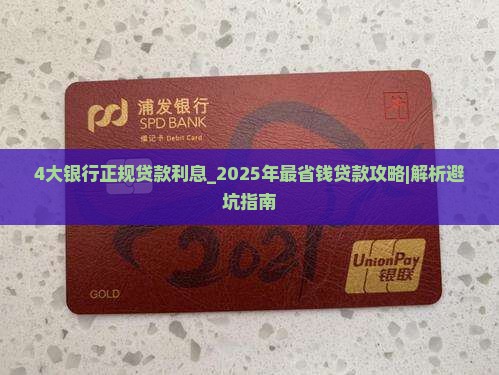 浦发银行
SPD BANK
借记卡 Debit Card
牛
4大银行正规贷款利息_2025年最省钱贷款攻略|解析避
坑指南
2021
UnionPay
银联
GOLD